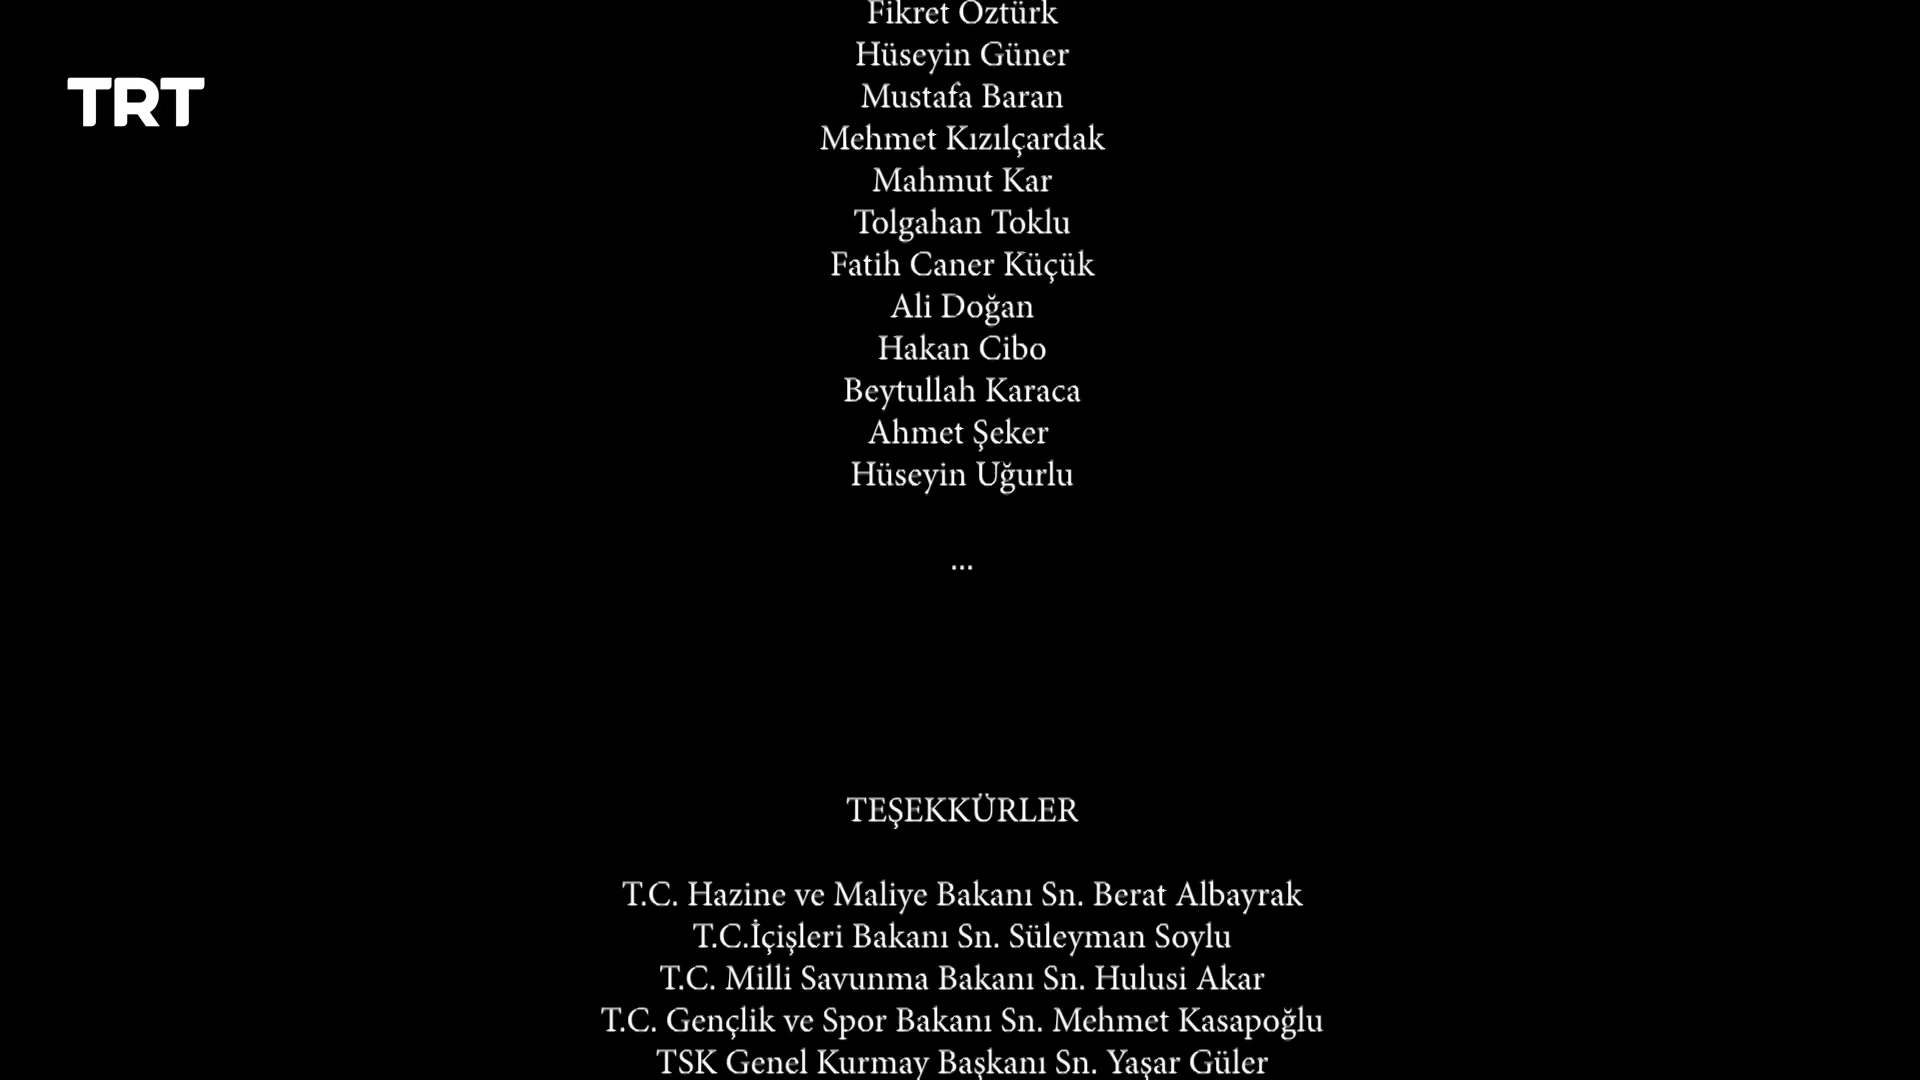 TRT
Fikret Öztürk
Hüseyin Güner
Mustafa Baran
Mehmet Kızılçardak
Mahmut Kar
Tolgahan Toklu
Fatih Caner Küçük
Ali Doğan
Hakan Cibo
Beytullah Karaca
Ahmet Şeker
Hüseyin Uğurlu
...
TEŞEKKÜRLER
T.C. Hazine ve Maliye Bakanı Sn. Berat Albayrak
T.C.İçişleri Bakanı Sn. Süleyman Soylu
T.C. Milli Savunma Bakanı Sn. Hulusi Akar
T.C. Gençlik ve Spor Bakanı Sn. Mehmet Kasapoğlu
TSK Genel Kurmay Başkanı Sn. Yaşar Güler